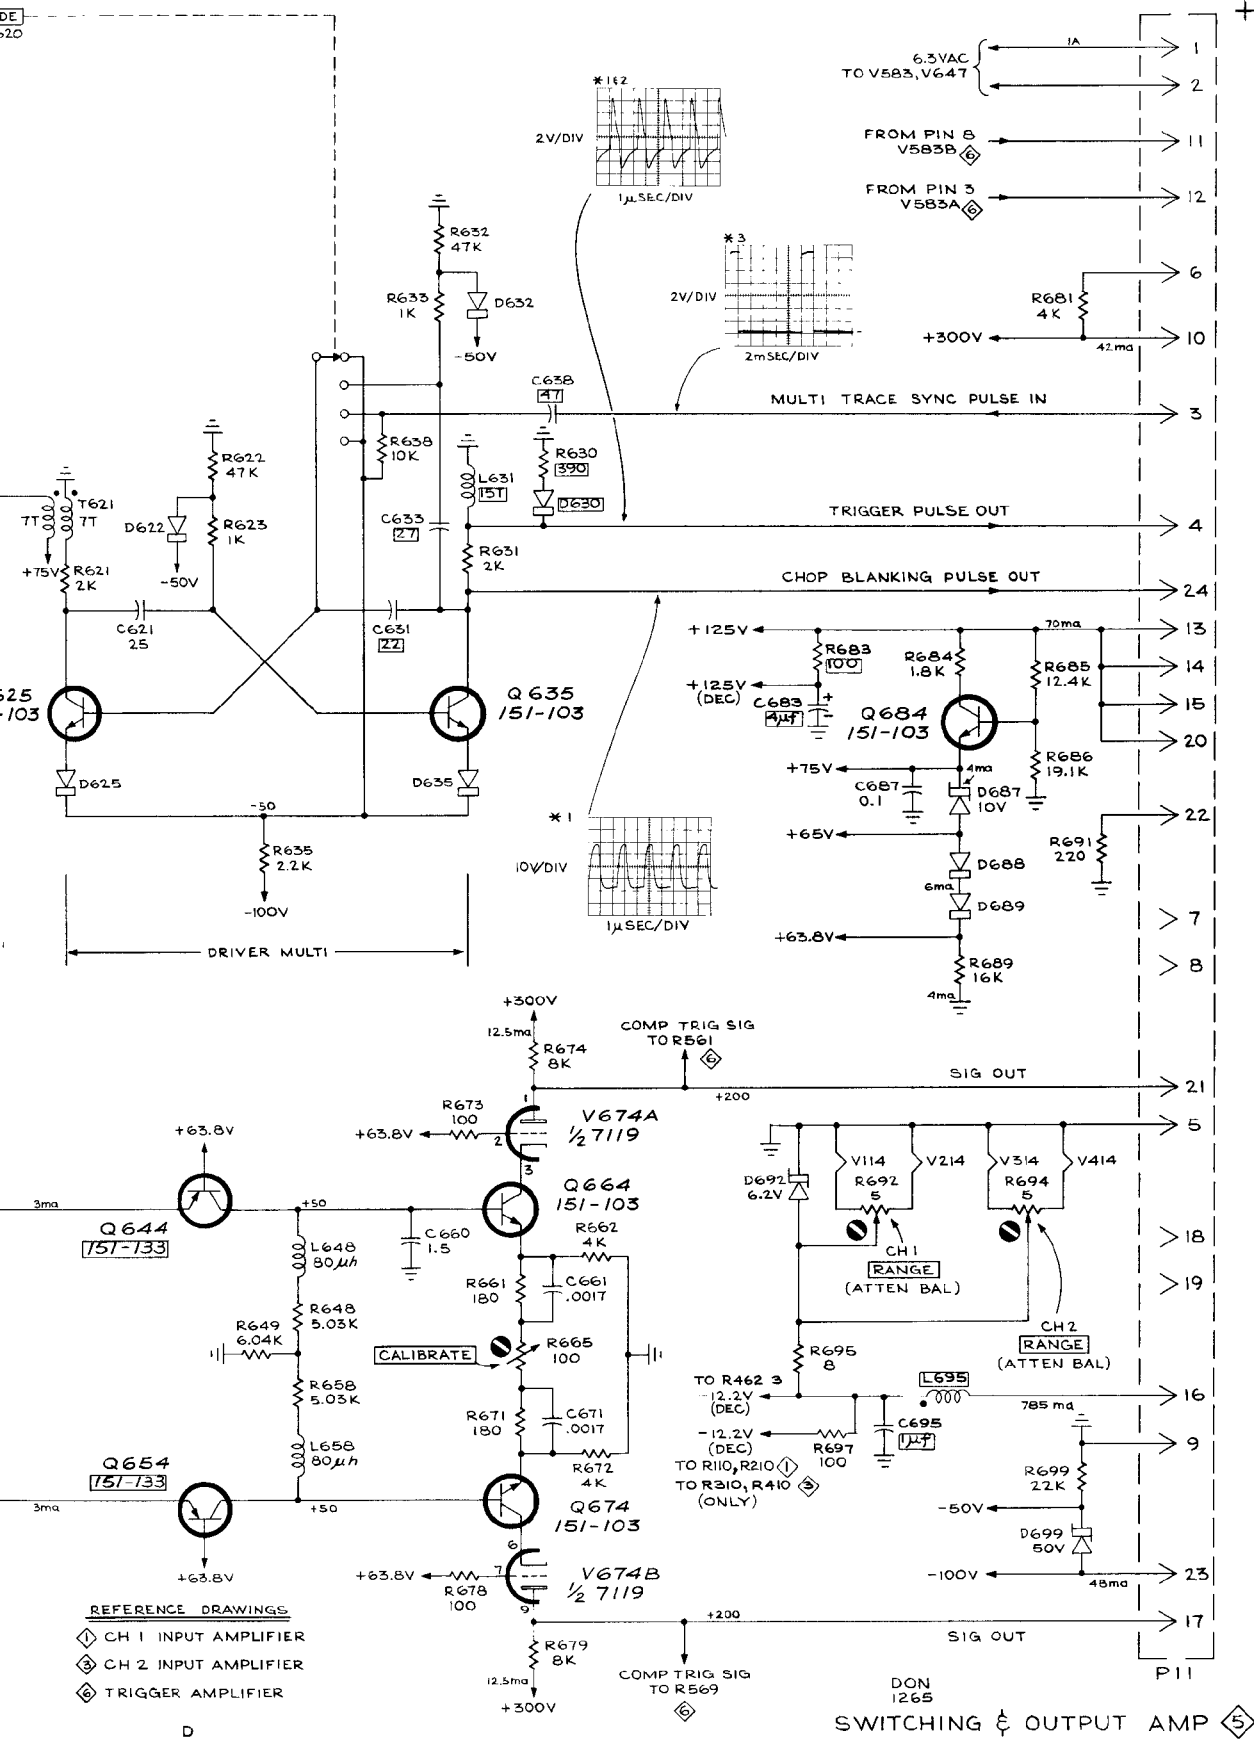 DE
620
+
6.3VAC
TO V583, V647
1A
1
2
FROM PIN 8
V583B 6
11
FROM PIN 3
V583A 6
12
* 1&2
2V/DIV
1µSEC/DIV
* 3
2V/DIV
2mSEC/DIV
6
R681
4K
+300V
42ma
10
R632
47K
R633
1K
D632
-50V
C638
47
MULTI TRACE SYNC PULSE IN
3
R638
10K
R630
390
L631
15T
D630
TRIGGER PULSE OUT
4
R622
47K
T621
7T
7T
D622
R623
1K
C633
27
R631
2K
+75V
R621
2K
-50V
CHOP BLANKING PULSE OUT
24
C621
25
C631
22
+125V
70ma
13
R683
100
R684
1.8K
R685
12.4K
14
+125V
(DEC)
C683
4µf
+
-
Q684
151-103
15
20
625
-103
Q635
151-103
R686
19.1K
+75V
4ma
C687
0.1
D687
10V
D625
D635
-50
22
+65V
R691
220
R635
2.2K
-100V
* 1
10V/DIV
1µSEC/DIV
D688
6ma
D689
7
+63.8V
8
DRIVER MULTI
R689
16K
4ma
+300V
12.5ma
R674
8K
COMP TRIG SIG
TO R561
6
SIG OUT
21
+200
R673
100
+63.8V
1
2
3
V674A
½ 7119
5
+63.8V
V114
V214
V314
V414
D692
6.2V
R692
5
R694
5
3ma
Q644
151-133
+50
Q664
151-103
C660
1.5
R662
4K
18
CH 1
RANGE
(ATTEN BAL)
L648
80µh
R661
180
C661
.0017
19
R648
5.03K
R649
6.04K
CALIBRATE
R665
100
CH 2
RANGE
(ATTEN BAL)
R695
8
R658
5.03K
TO R462 3
-12.2V
(DEC)
L695
785 ma
16
R671
180
C671
.0017
C695
1µf
-12.2V
(DEC)
R697
100
9
L658
80µh
R672
4K
TO R110, R210 1
TO R310, R410 3
(ONLY)
R699
22K
Q654
151-133
3ma
+50
Q674
151-103
-50V
D699
50V
+63.8V
+63.8V
R678
100
6
7
9
V674B
½ 7119
-100V
48ma
23
+200
17
SIG OUT
REFERENCE DRAWINGS
1 CH 1 INPUT AMPLIFIER
3 CH 2 INPUT AMPLIFIER
6 TRIGGER AMPLIFIER
R679
8K
12.5ma
+300V
COMP TRIG SIG
TO R569
6
P11
DON
1265
D
SWITCHING & OUTPUT AMP 5